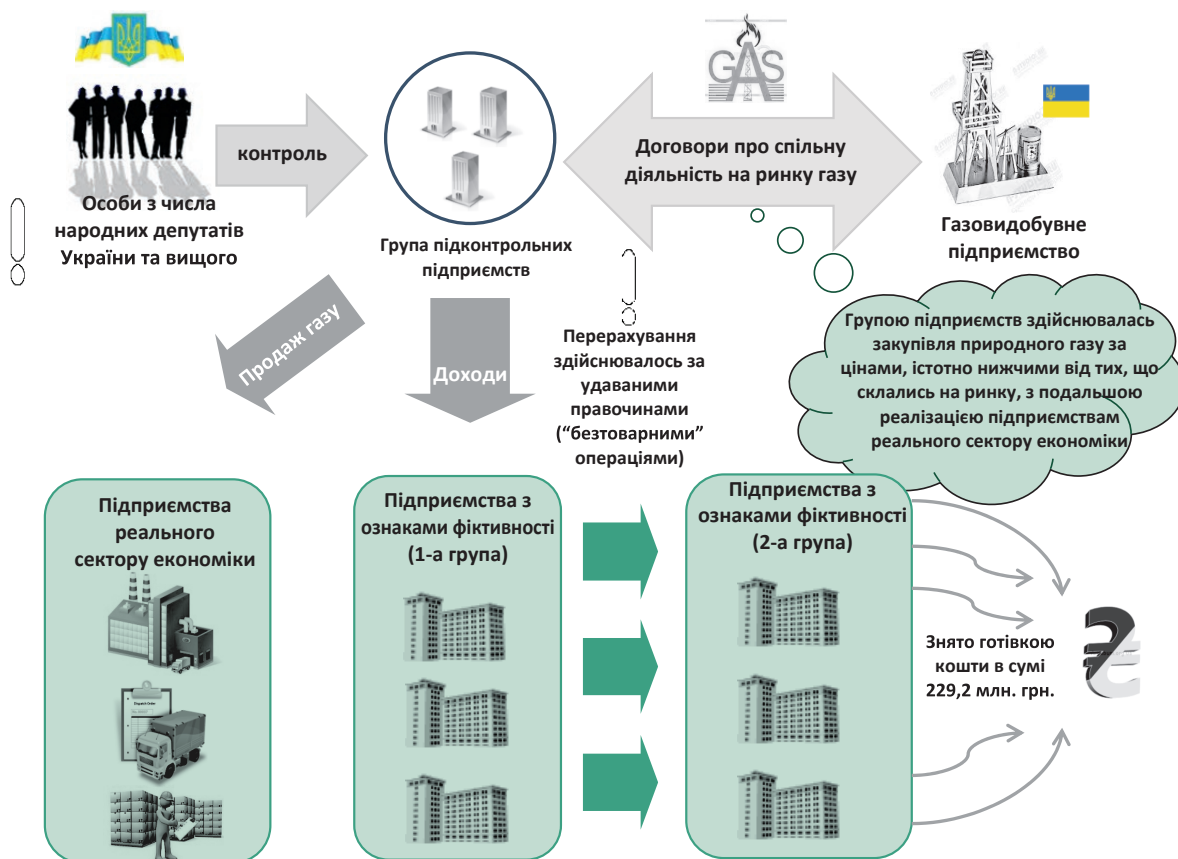 GAS
контроль
Договори про спільну
діяльність на ринку газу
Особи з числа
народних депутатів
України та вищого
Група підконтрольних
підприємств
Газовидобувне
підприємство
Продаж газу
Доходи
Перерахування
здійснювалось за
удаваними
правочинами
(“безтоварними”
операціями)
Групою підприємств здійснювалась
закупівля природного газу за
цінами, істотно нижчими від тих, що
склались на ринку, з подальшою
реалізацією підприємствам
реального сектору економіки
Підприємства
реального
сектору економіки
Підприємства з
ознаками фіктивності
(1-а група)
Підприємства з
ознаками фіктивності
(2-а група)
Знято готівкою
кошти в сумі
229,2 млн. грн.
Dispatch Order